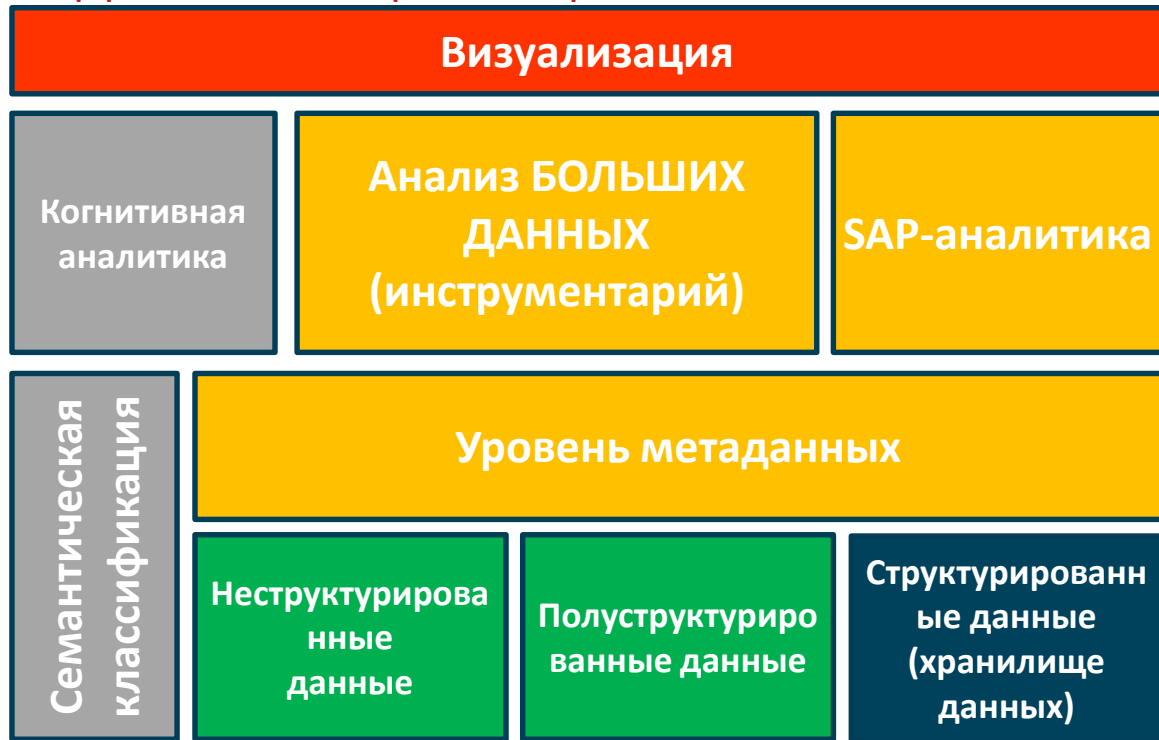 Визуализация
Когнитивная
аналитика
Анализ БОЛЬШИХ
ДАННЫХ
(инструментарий)
SAP-аналитика
Семантическая
классификация
Уровень метаданных
Неструктурирова
нные
данные
Полуструктуриро
ванные данные
Структурированн
ые данные
(хранилище
данных)